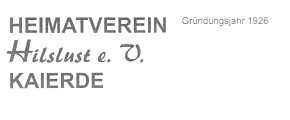 HEIMATVEREIN
Gründungsjahr 1926
Hilslust e. V.
KAIERDE